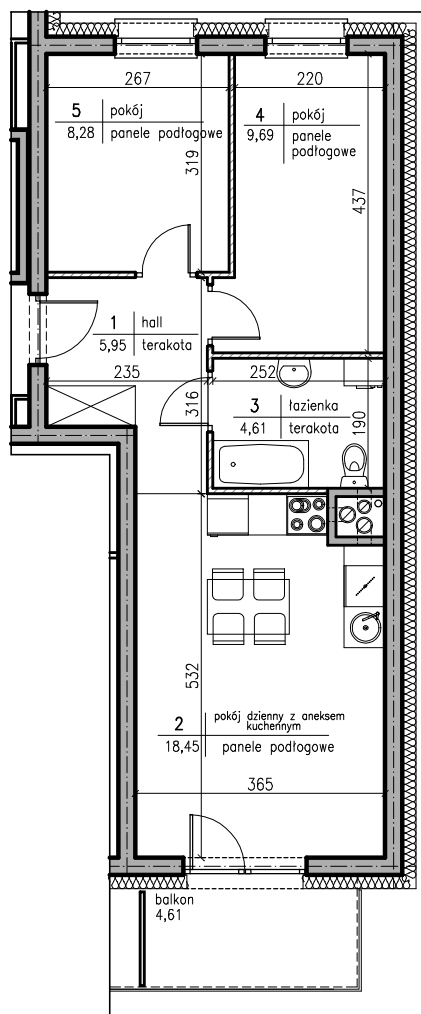 267
220
5 pokój
8,28 panele podłogowe
4 pokój
9,69 panele
podłogowe
319
437
1 hall
5,95 terakota
235
252
316
3 łazienka
4,61 terakota
190
532
2 pokój dzienny z aneksem
kuchennym
18,45 panele podłogowe
365
balkon
4,61